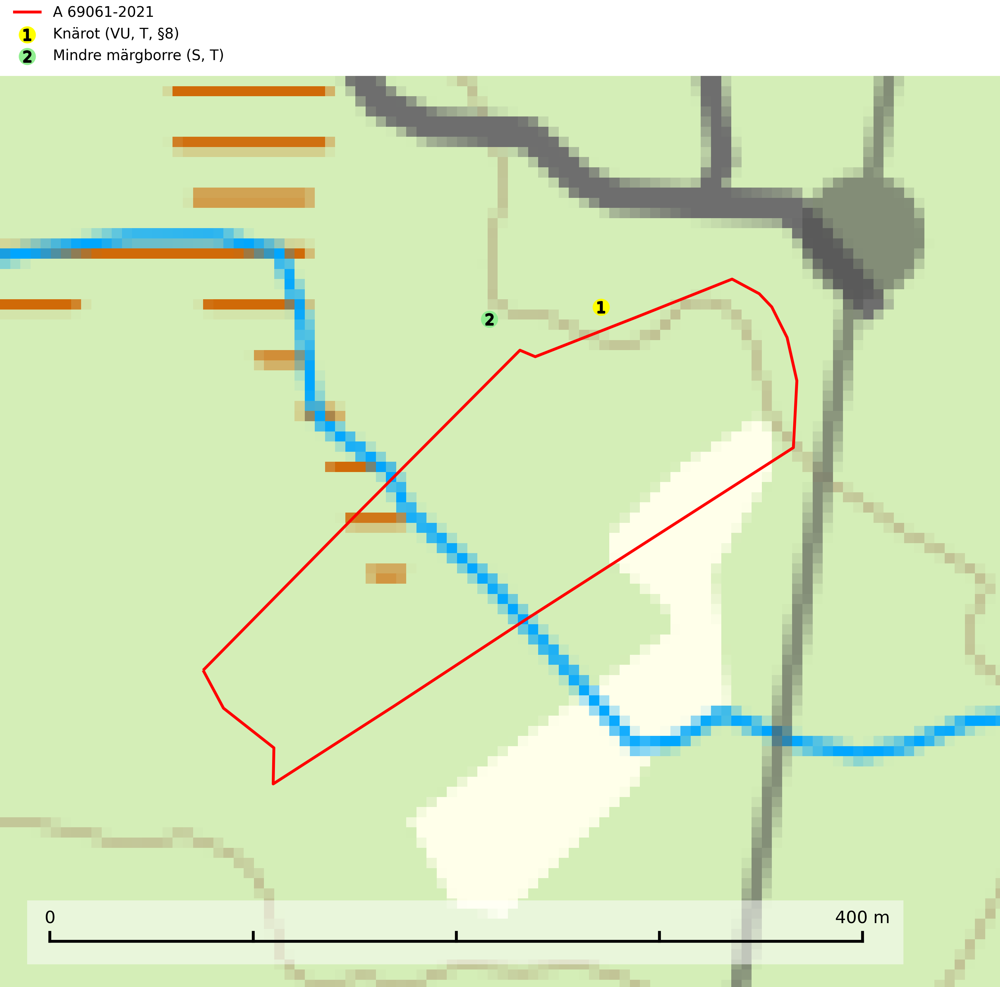 A 69061-2021
1 Knärot (VU, T, §8)
2 Mindre märgborre (S, T)
1
2
0 400 m